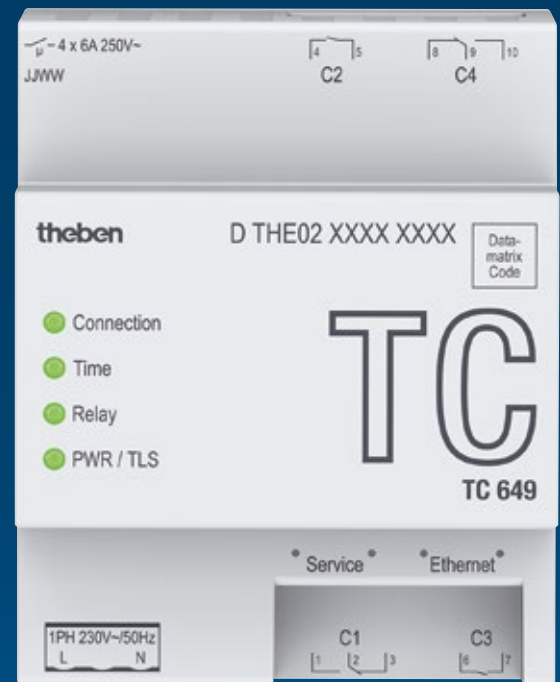 4 x 6A 250V~
µ
JJWW
4 5
C2
8 9 10
C4
theben
D THE02 XXXX XXXX
Data-
matrix
Code
Connection
Time
Relay
PWR / TLS
TC
TC 649
Service
Ethernet
1PH 230V~/50Hz
L N
C1
1 2 3
C3
6 7